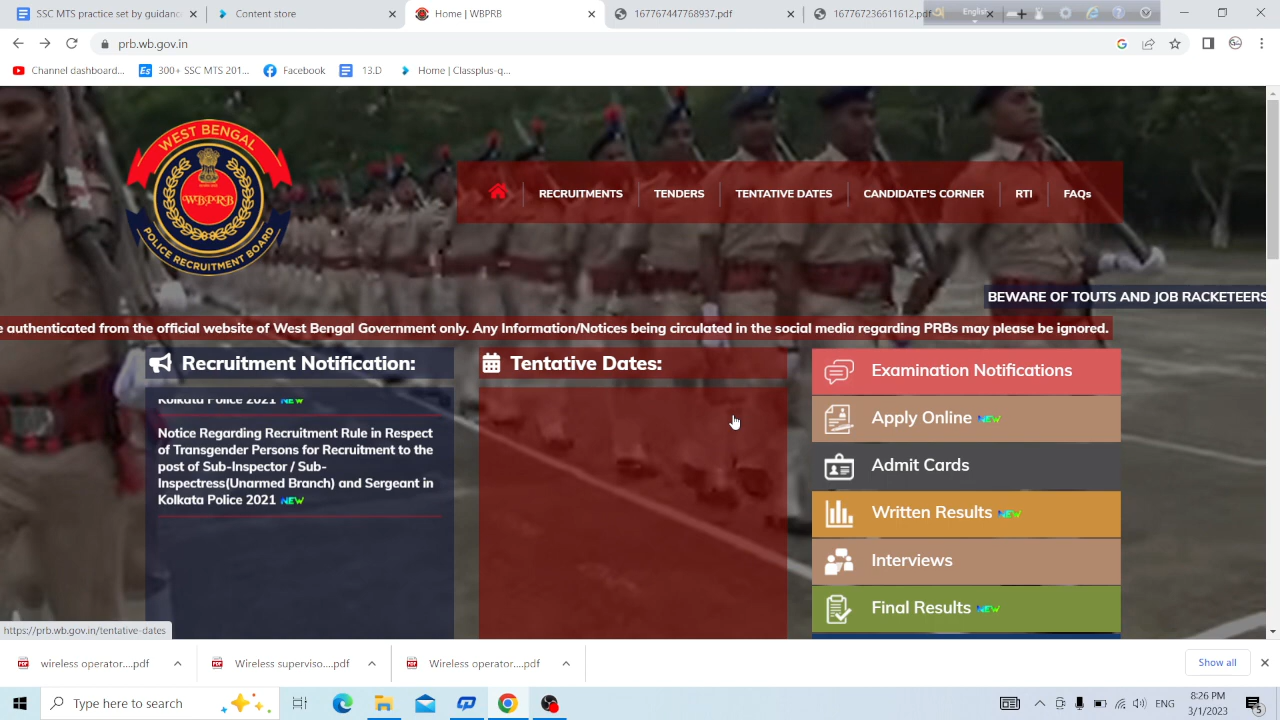 SSC MTS syllabus by guidanc
Content Structure
Home | WBPRB
167767447768937.pdf
English
prb.wb.gov.in
Channel dashboard...
300+ SSC MTS 201...
Facebook
13.D
Home | Classplus-q...
WEST BENGAL
WBPRB
POLICE RECRUITMENT BOARD
RECRUITMENTS
TENDERS
TENTATIVE DATES
CANDIDATE'S CORNER
RTI
FAQs
BEWARE OF TOUTS AND JOB RACKETEERS
e authenticated from the official website of West Bengal Government only. Any Information/Notices being circulated in the social media regarding PRBs may please be ignored.
Recruitment Notification:
Kolkata Police 2021 NEW
Notice Regarding Recruitment Rule in Respect
of Transgender Persons for Recruitment to the
post of Sub-Inspector / Sub-
Inspectress(Unarmed Branch) and Sergeant in
Kolkata Police 2021 NEW
Tentative Dates:
Examination Notifications
Apply Online NEW
Admit Cards
Written Results NEW
Interviews
Final Results NEW
https://prb.wb.gov.in/tentative-dates
wireless operator....pdf
Wireless superviso....pdf
Wireless operator....pdf
Show all
Type here to search
ENG
8:26 PM
3/1/2023
5